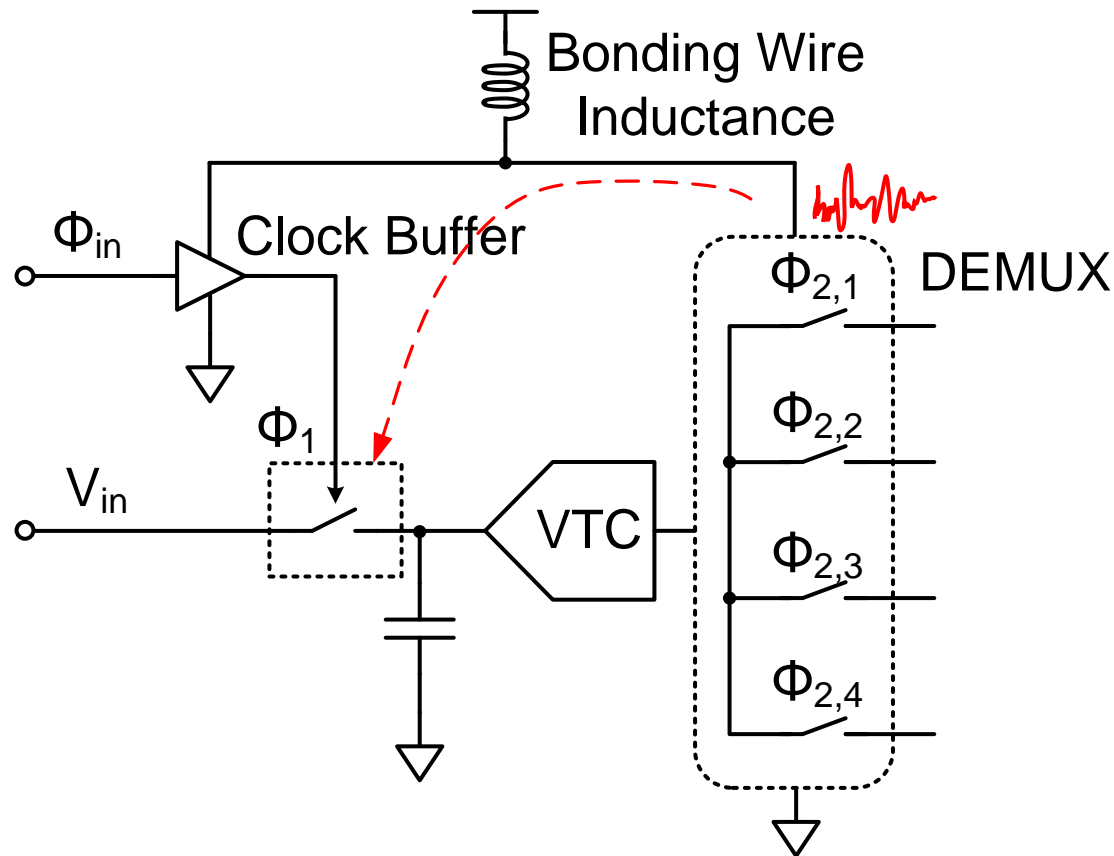 Bonding Wire
Inductance
Φin
Clock Buffer
DEMUX
Φ2,1
Φ1
Φ2,2
Vin
VTC
Φ2,3
Φ2,4